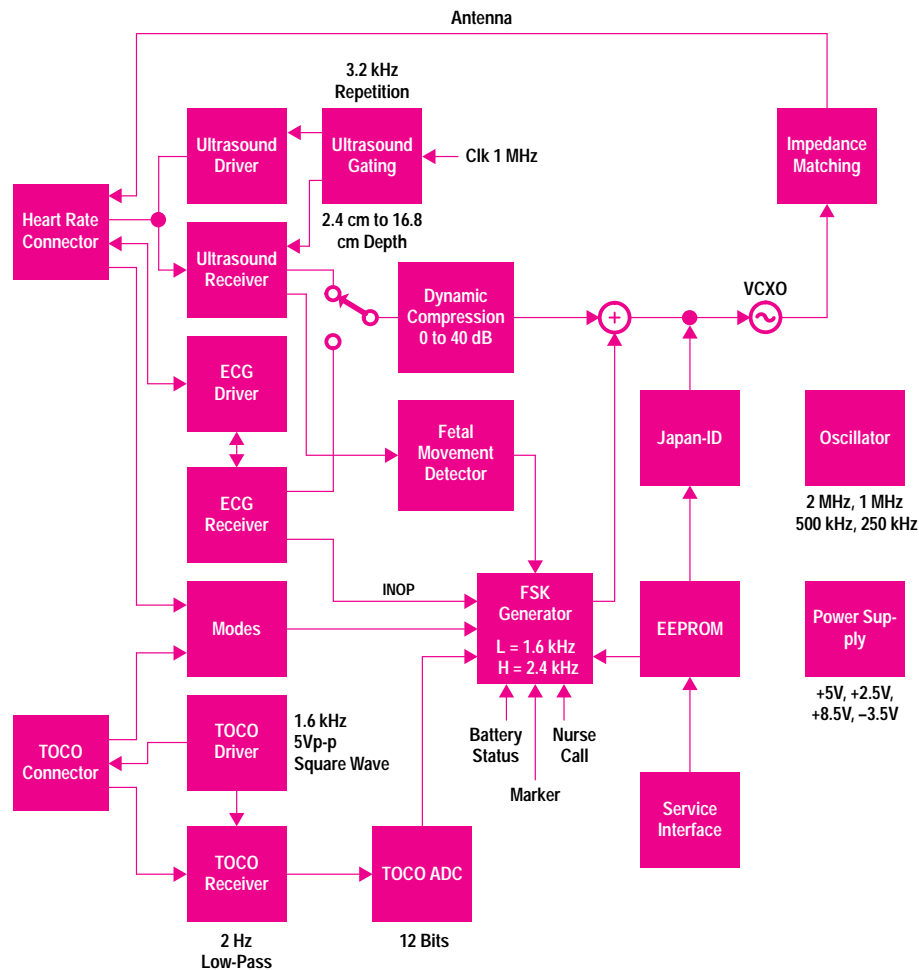 Antenna
3.2 kHz
Repetition
Ultrasound
Driver
Ultrasound
Gating
Clk 1 MHz
Impedance
Matching
Heart Rate
Connector
2.4 cm to 16.8
cm Depth
Ultrasound
Receiver
Dynamic
Compression
0 to 40 dB
+
VCXO
ECG
Driver
Fetal
Movement
Detector
Japan-ID
Oscillator
2 MHz, 1 MHz
500 kHz, 250 kHz
ECG
Receiver
INOP
FSK
Generator
L = 1.6 kHz
H = 2.4 kHz
Modes
EEPROM
Power Sup-
ply
+5V, +2.5V,
+8.5V, –3.5V
TOCO
Connector
TOCO
Driver
1.6 kHz
5Vp-p
Square Wave
Battery
Status
Marker
Nurse
Call
Service
Interface
TOCO
Receiver
2 Hz
Low-Pass
TOCO ADC
12 Bits